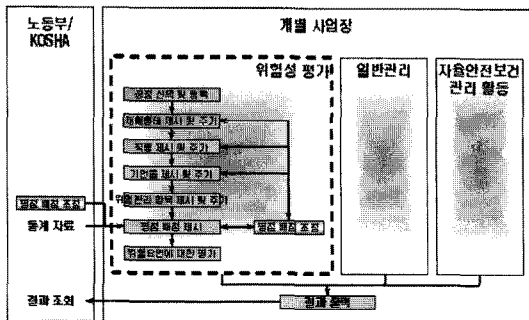 노동부/
KOSHA
개별 사업장
위험성 평가
일반관리
자율안전보건
관리 활동
공정 선택 및 등록
재해형태 제시 및 추가
직종 제시 및 추가
기인물 제시 및 추가
위험관리 항목 제시 및 추가
평점 배점 조정
통계 자료
평점 배점 제시
평점 배점 조정
위험요인에 대한 평가
결과 조회
결과 출력